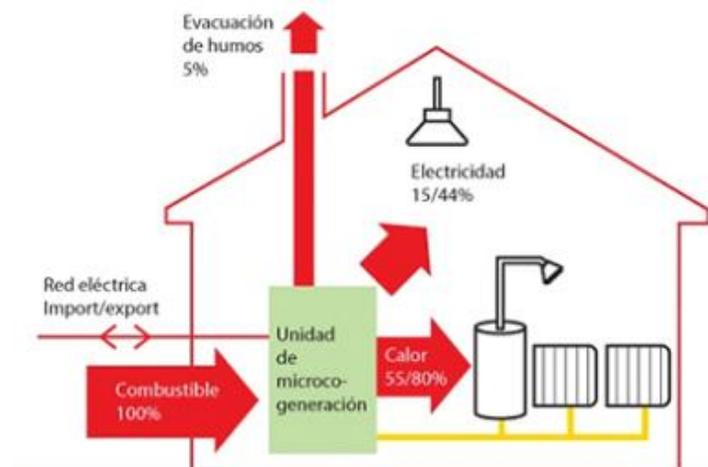 Evacuación
de humos
5%
Electricidad
15/44%
Red eléctrica
Import/export
Unidad
de
microco-
generación
Calor
55/80%
Combustible
100%